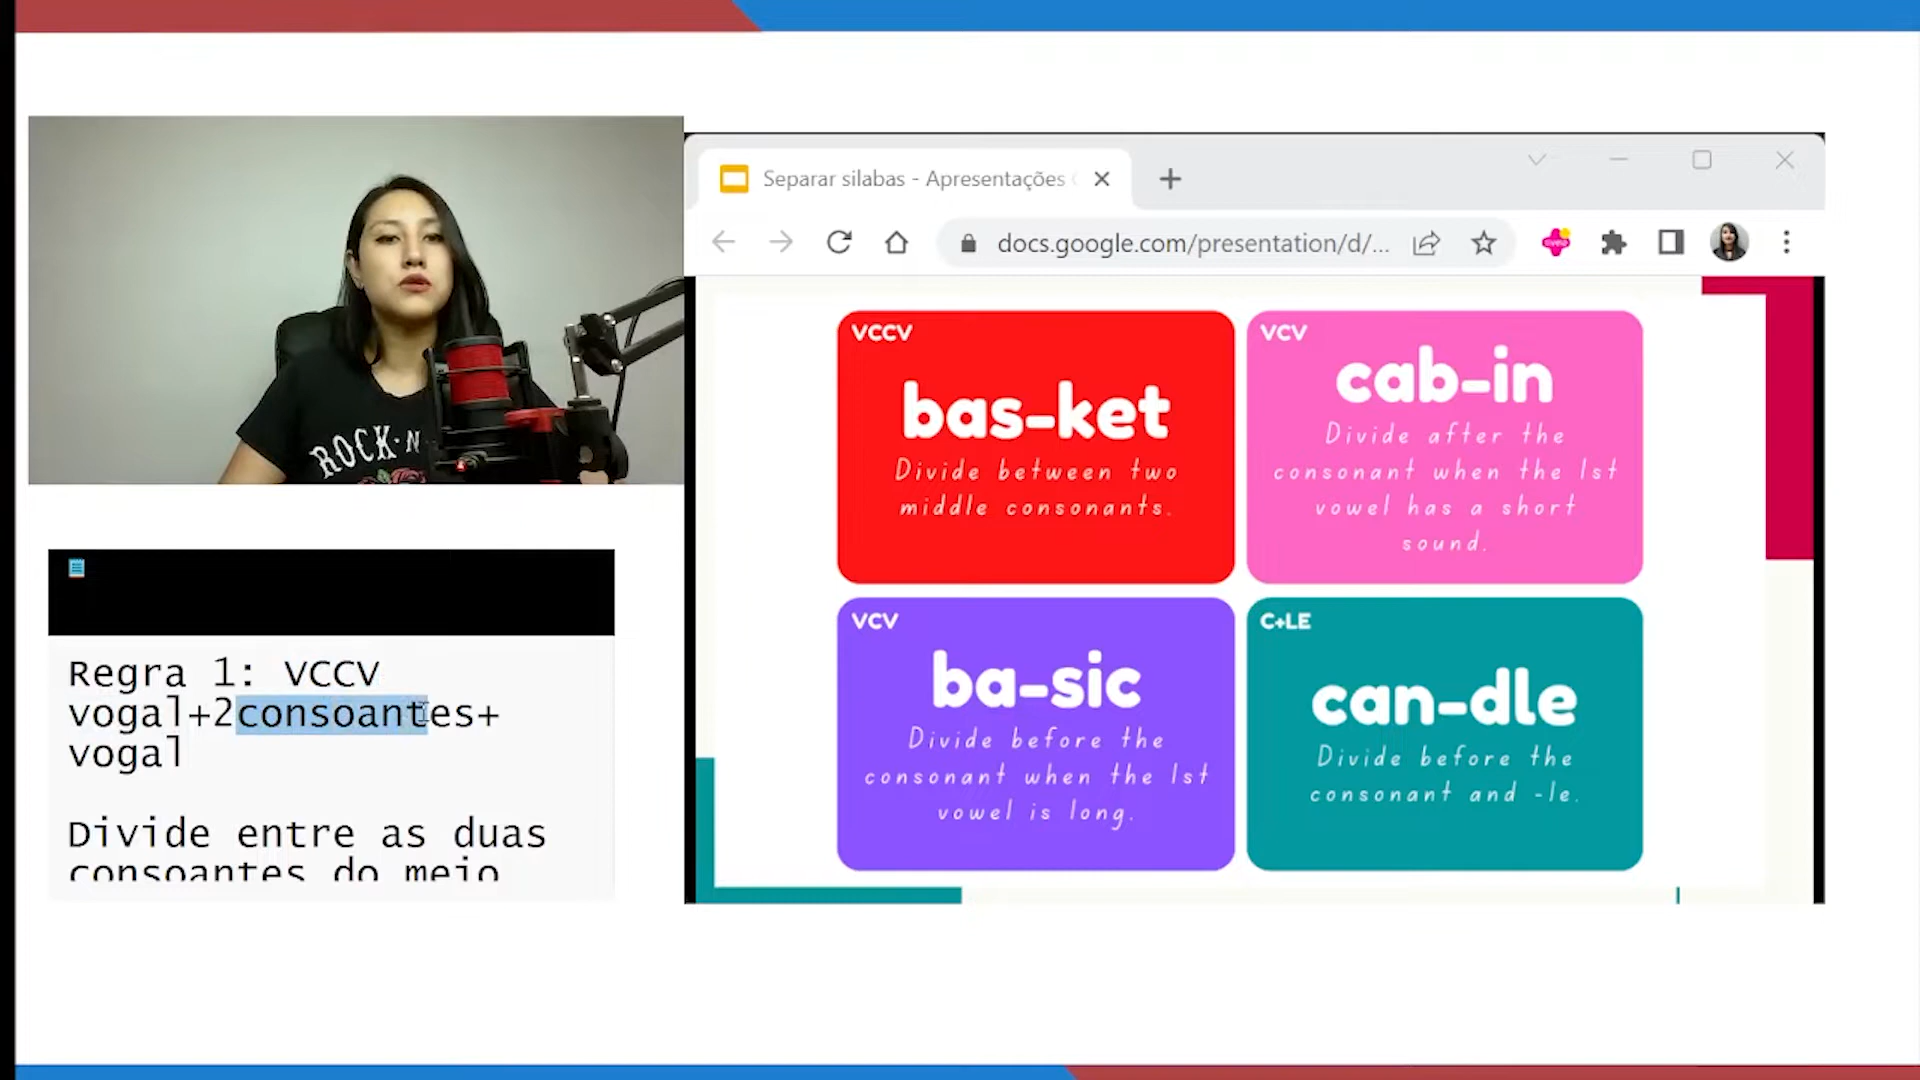 Separar silabas - Apresentações
docs.google.com/presentation/d/...
ROCK·N
Regra 1: VCCV
vogal+2consoantes+
vogal
Divide entre as duas
consoantes do meio
VCCV
bas-ket
Divide between two
middle consonants.
VCV
cab-in
Divide after the
consonant when the 1st
vowel has a short
sound.
VCV
ba-sic
Divide before the
consonant when the 1st
vowel is long.
C+LE
can-dle
Divide before the
consonant and -le.